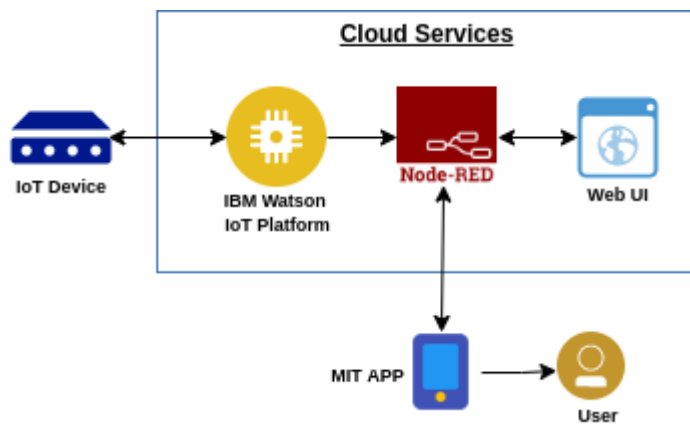 Cloud Services
IoT Device
IBM Watson
IoT Platform
Node-RED
Web UI
MIT APP
User